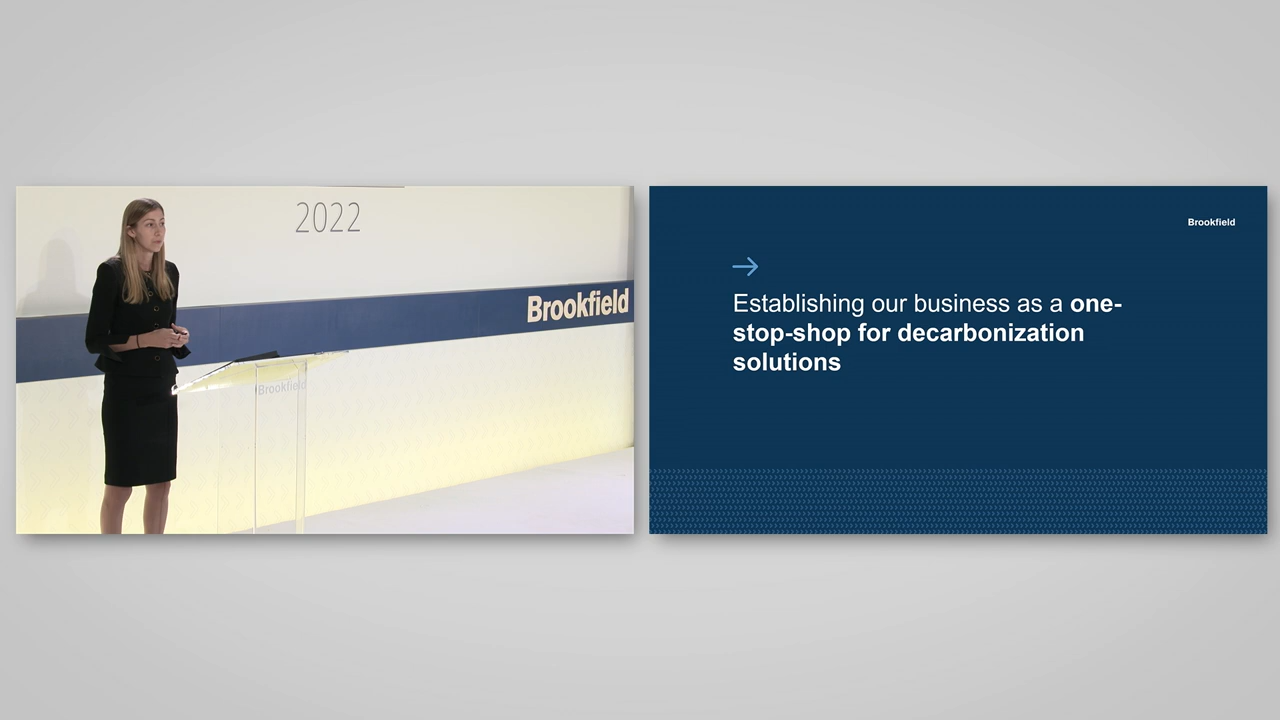 2022
Brookfield
Brookfield
Brookfield
Establishing our business as a one-
stop-shop for decarbonization
solutions